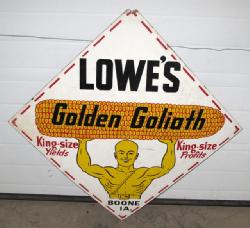 LOWE'S
Golden Goliath
King-size
Yields
King-size
Profits
BOONE
IA.